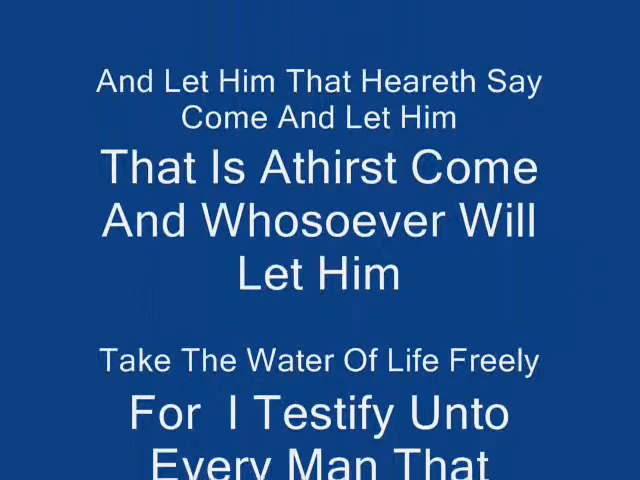 And Let Him That Heareth Say
Come And Let Him
That Is Athirst Come
And Whosoever Will
Let Him
Take The Water Of Life Freely
For I Testify Unto
Every Man That